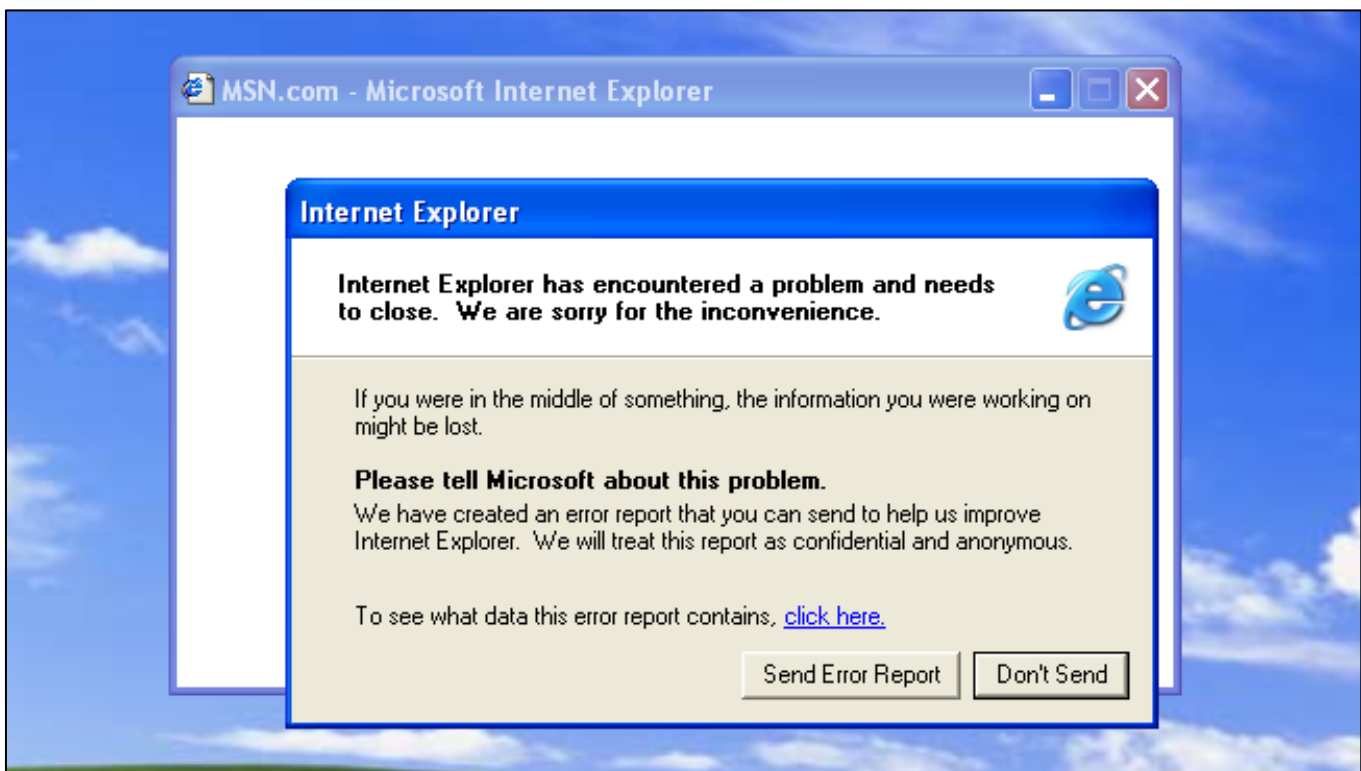 MSN.com - Microsoft Internet Explorer
Internet Explorer
Internet Explorer has encountered a problem and needs
to close.  We are sorry for the inconvenience.
If you were in the middle of something, the information you were working on
might be lost.
Please tell Microsoft about this problem.
We have created an error report that you can send to help us improve
Internet Explorer.  We will treat this report as confidential and anonymous.
To see what data this error report contains, click here.
Send Error Report
Don't Send